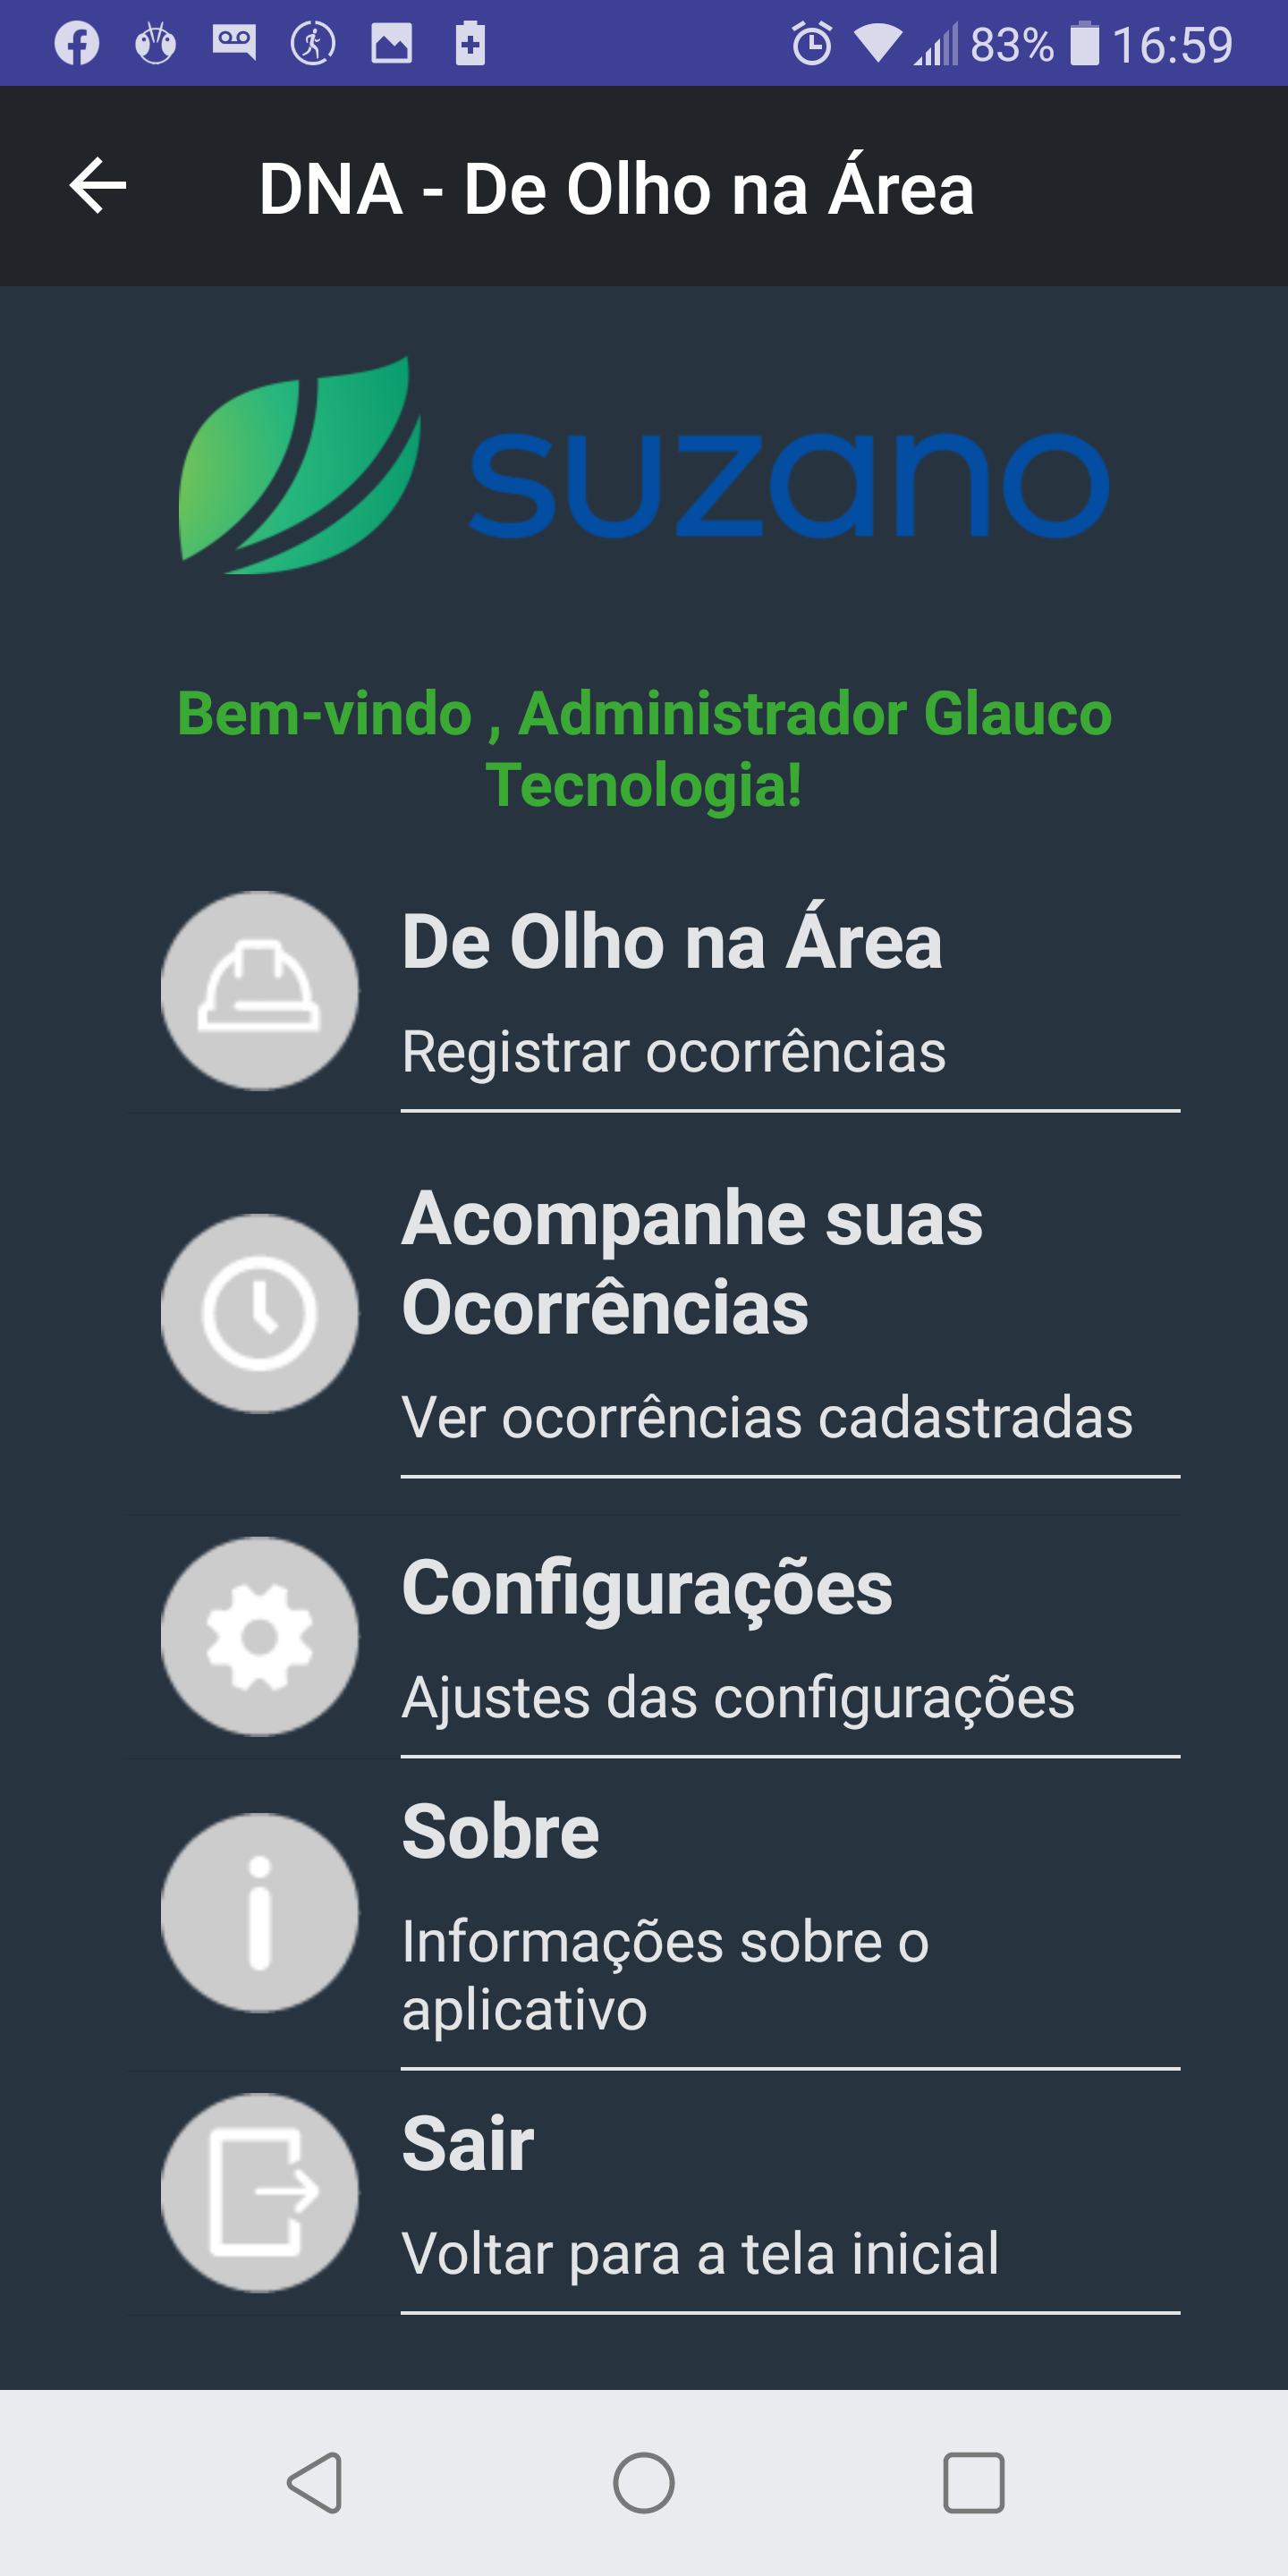 83% 16:59
DNA - De Olho na Área
suzano
Bem-vindo , Administrador Glauco
Tecnologia!
De Olho na Área
Registrar ocorrências
Acompanhe suas
Ocorrências
Ver ocorrências cadastradas
Configurações
Ajustes das configurações
Sobre
Informações sobre o
aplicativo
Sair
Voltar para a tela inicial